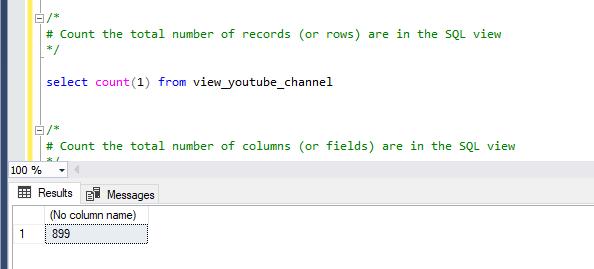 /*
# Count the total number of records (or rows) are in the SQL view
*/
select count(1) from view_youtube_channel
/*
# Count the total number of columns (or fields) are in the SQL view
*/
100 %
Results Messages
(No column name)
1 899